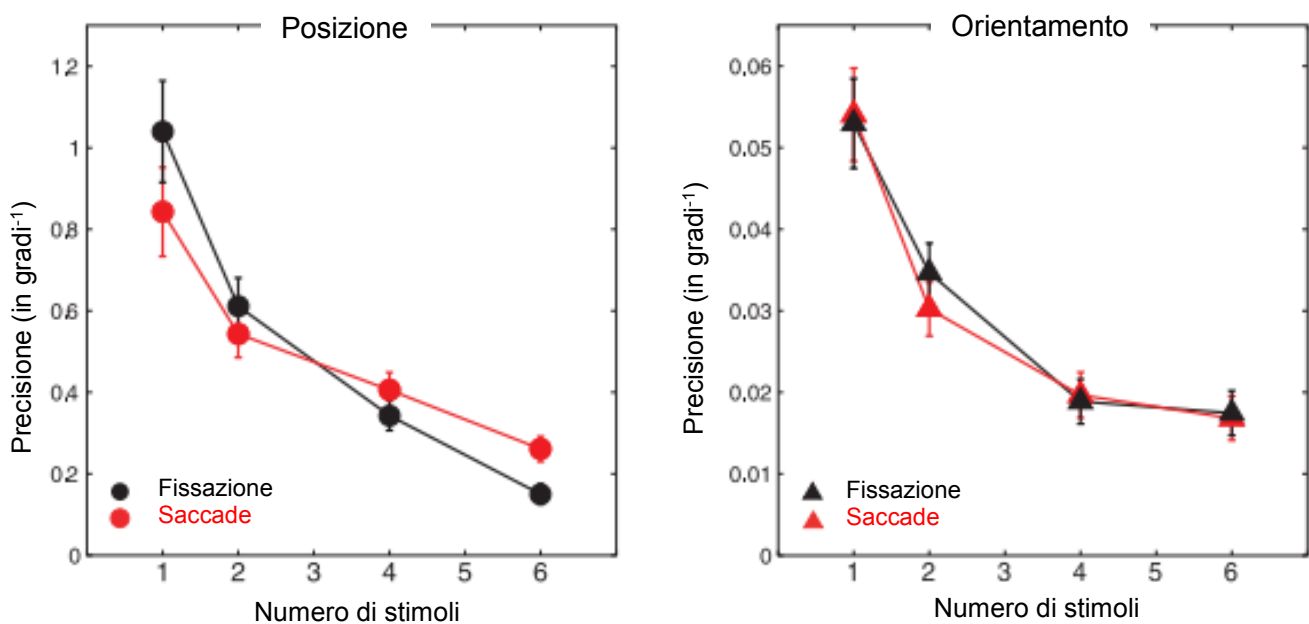 Posizione
12
1
0.8
0.6
0.4
0.2
0
Precisione (in gradi-1)
Fissazione
Saccade
1 2 3 4 5 6
Numero di stimoli
Orientamento
0.06
0.05
0.04
0.03
0.02
0.01
0
Precisione (in gradi-1)
Fissazione
Saccade
1 2 3 4 5 6
Numero di stimoli